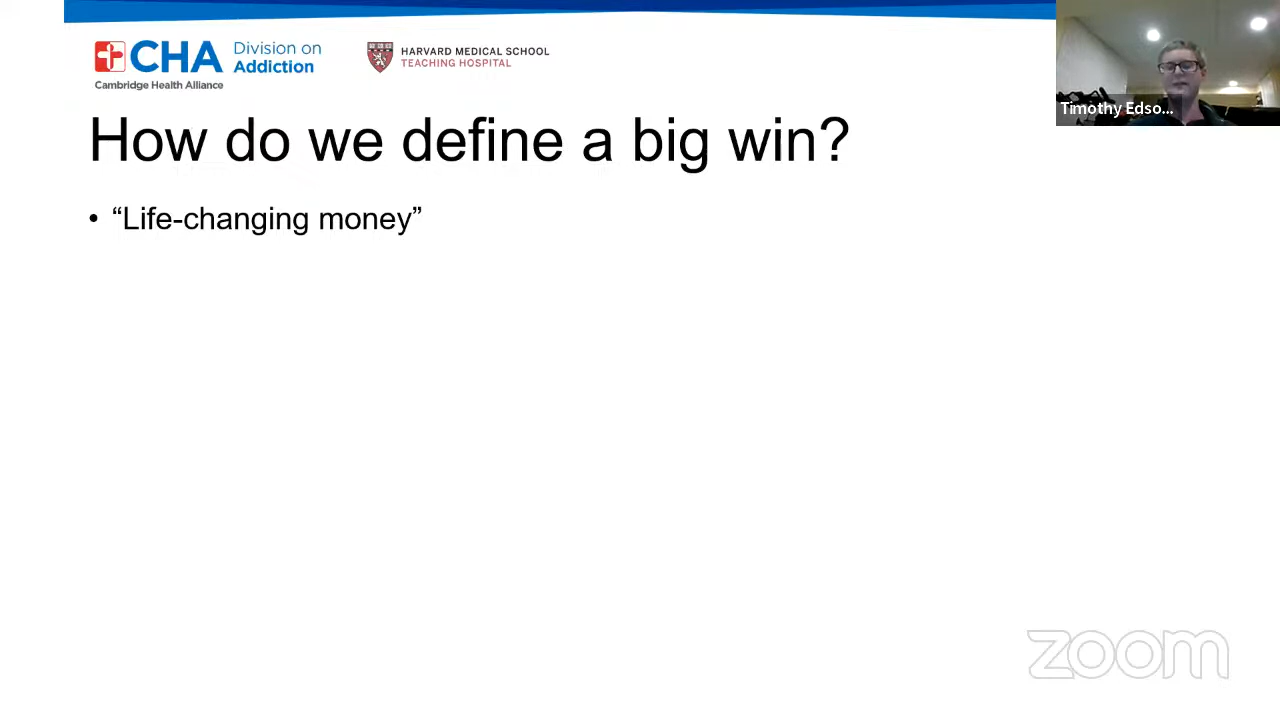 CHA
Division on
Addiction
Cambridge Health Alliance
HARVARD MEDICAL SCHOOL
TEACHING HOSPITAL
Timothy Edso...
How do we define a big win?
• “Life-changing money”
zoom